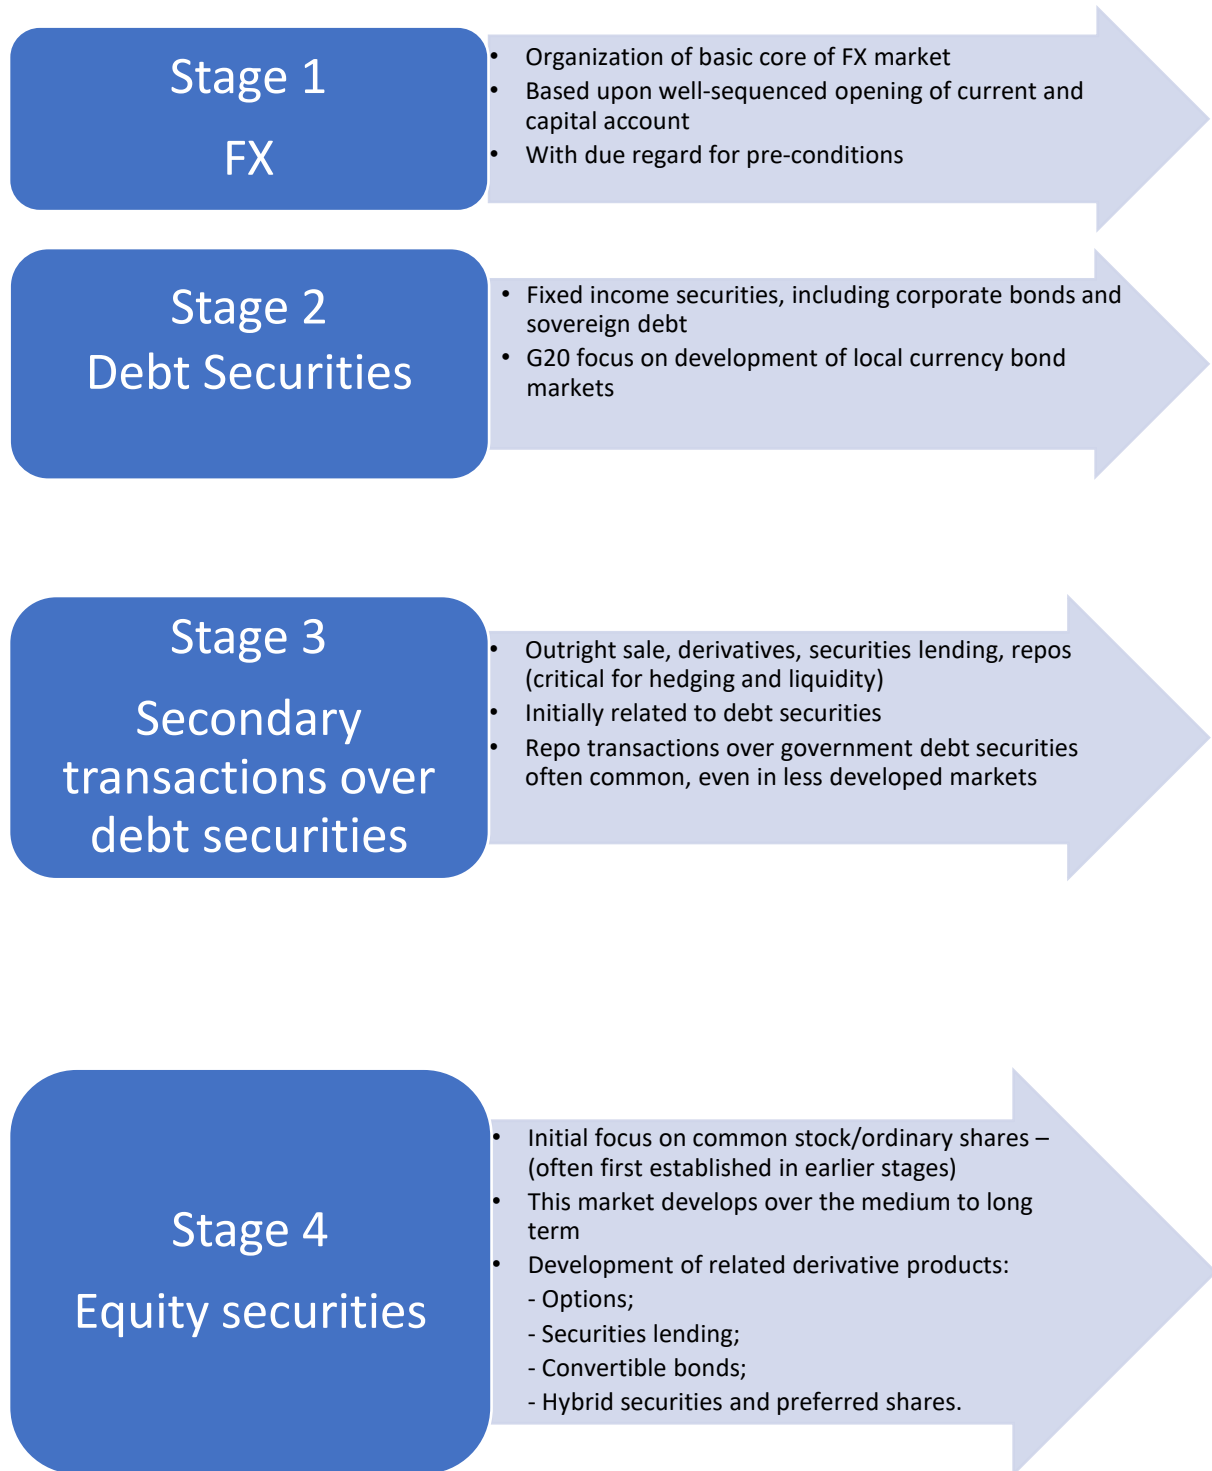 Stage 1
FX
• Organization of basic core of FX market
• Based upon well-sequenced opening of current and
capital account
• With due regard for pre-conditions
Stage 2
Debt Securities
• Fixed income securities, including corporate bonds and
sovereign debt
• G20 focus on development of local currency bond
markets
Stage 3
Secondary
transactions over
debt securities
• Outright sale, derivatives, securities lending, repos
(critical for hedging and liquidity)
• Initially related to debt securities
• Repo transactions over government debt securities
often common, even in less developed markets
Stage 4
Equity securities
• Initial focus on common stock/ordinary shares –
(often first established in earlier stages)
• This market develops over the medium to long
term
• Development of related derivative products:
- Options;
- Securities lending;
- Convertible bonds;
- Hybrid securities and preferred shares.